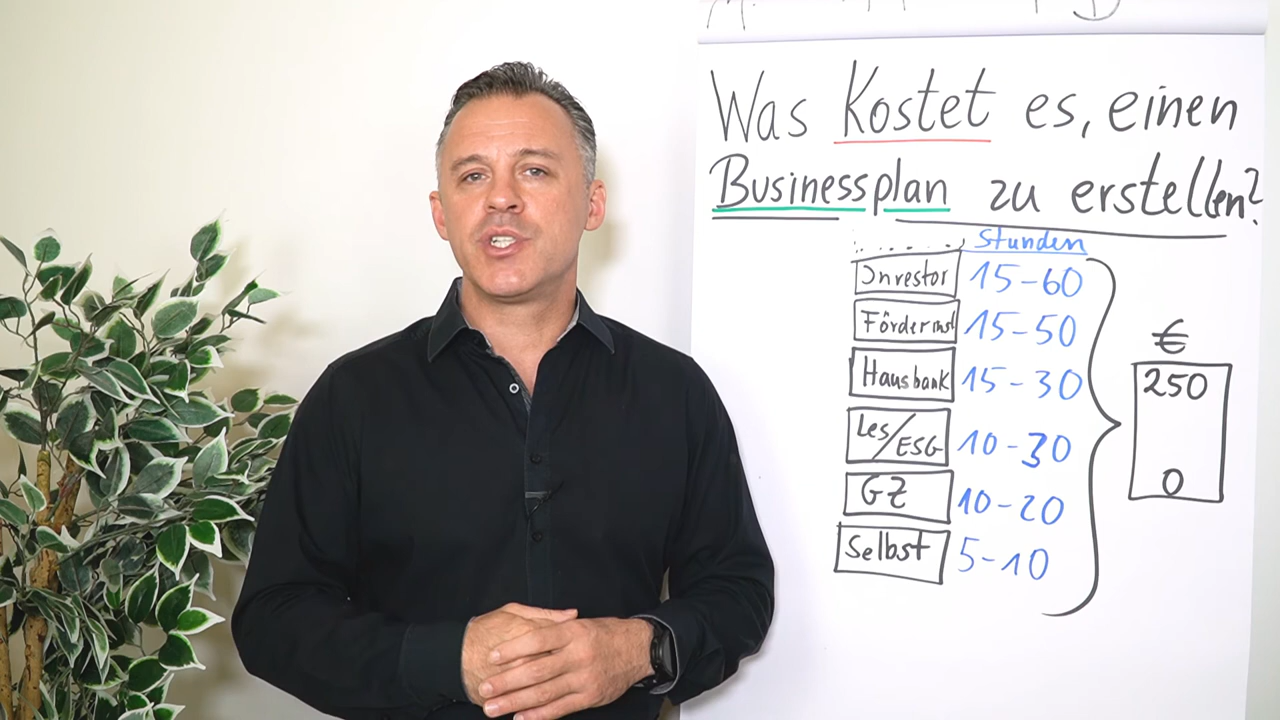 Was Kostet es, einen
Businessplan zu erstellen?
Stunden
Investor 15-60
Förderinst 15-50
Hausbank 15-30
Les/ESG 10-30
GZ 10-20
Selbst 5-10
€
250
0